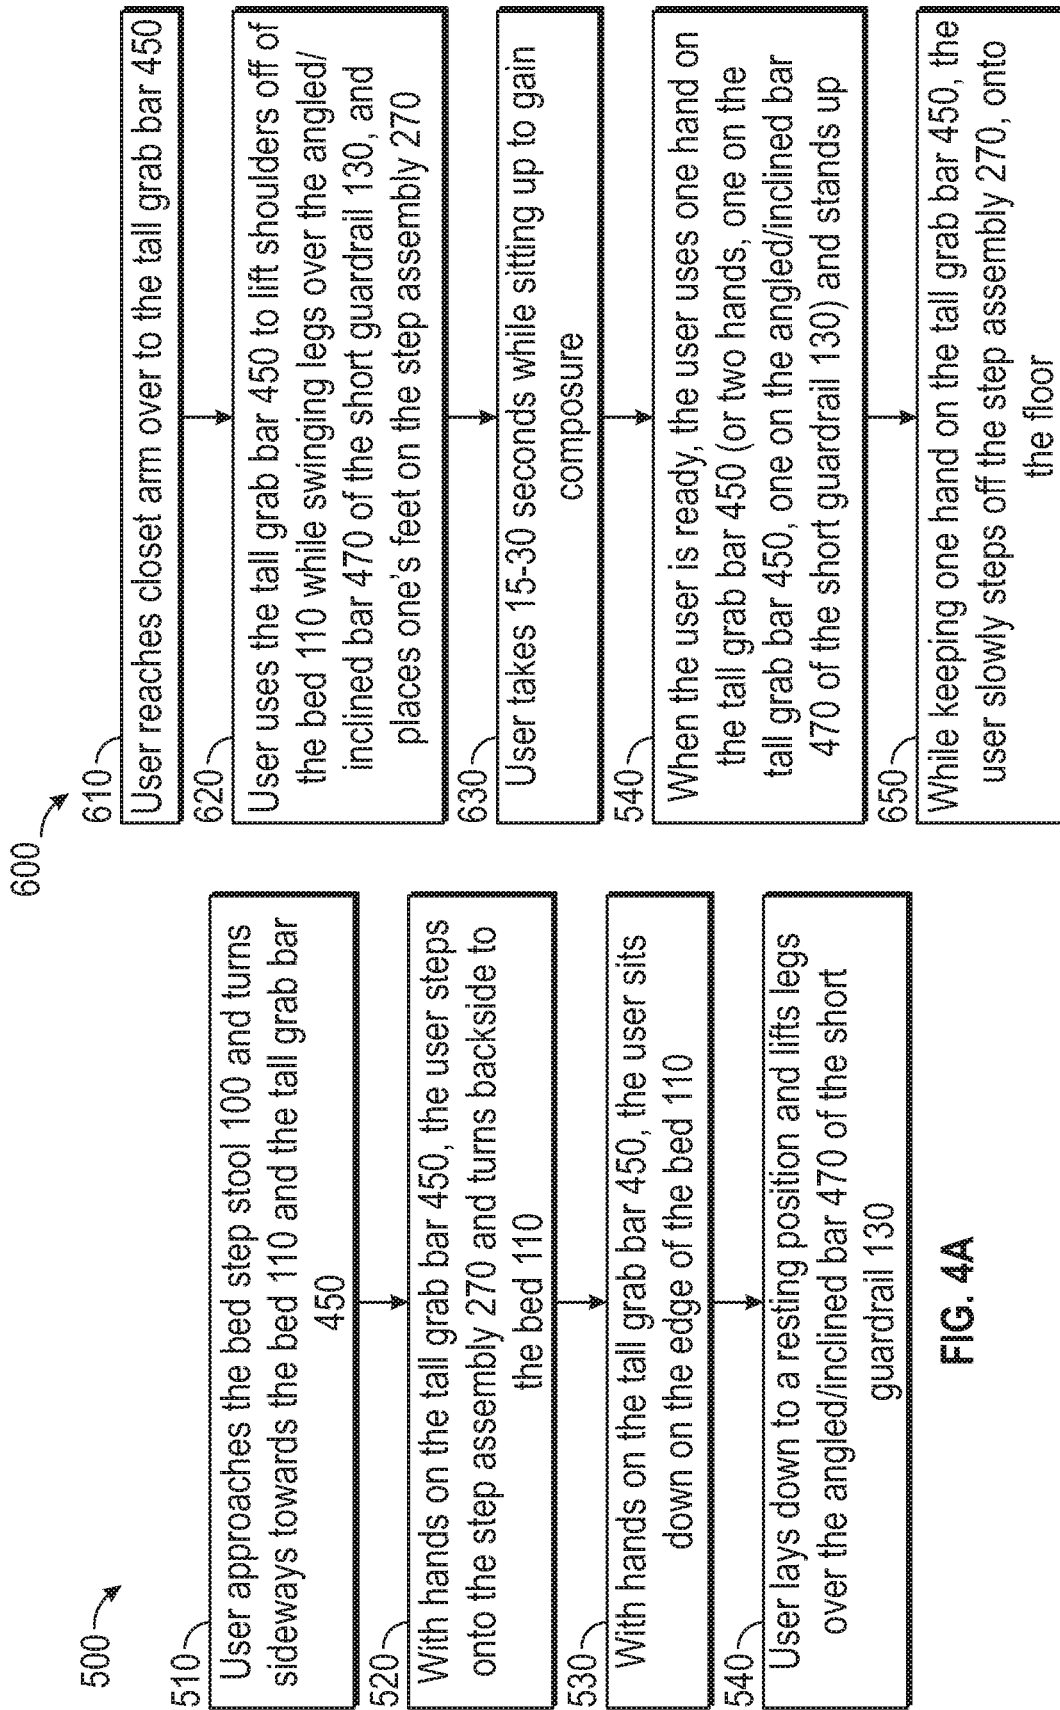 500
510
User approaches the bed step stool 100 and turns
sideways towards the bed 110 and the tall grab bar
450
520
With hands on the tall grab bar 450, the user steps
onto the step assembly 270 and turns backside to
the bed 110
530
With hands on the tall grab bar 450, the user sits
down on the edge of the bed 110
540
User lays down to a resting position and lifts legs
over the angled/inclined bar 470 of the short
guardrail 130
FIG. 4A
600
610
User reaches closet arm over to the tall grab bar 450
620
User uses the tall grab bar 450 to lift shoulders off of
the bed 110 while swinging legs over the angled/
inclined bar 470 of the short guardrail 130, and
places one's feet on the step assembly 270
630
User takes 15-30 seconds while sitting up to gain
composure
540
When the user is ready, the user uses one hand on
the tall grab bar 450 (or two hands, one on the
tall grab bar 450, one on the angled/inclined bar
470 of the short guardrail 130) and stands up
650
While keeping one hand on the tall grab bar 450, the
user slowly steps off the step assembly 270, onto
the floor